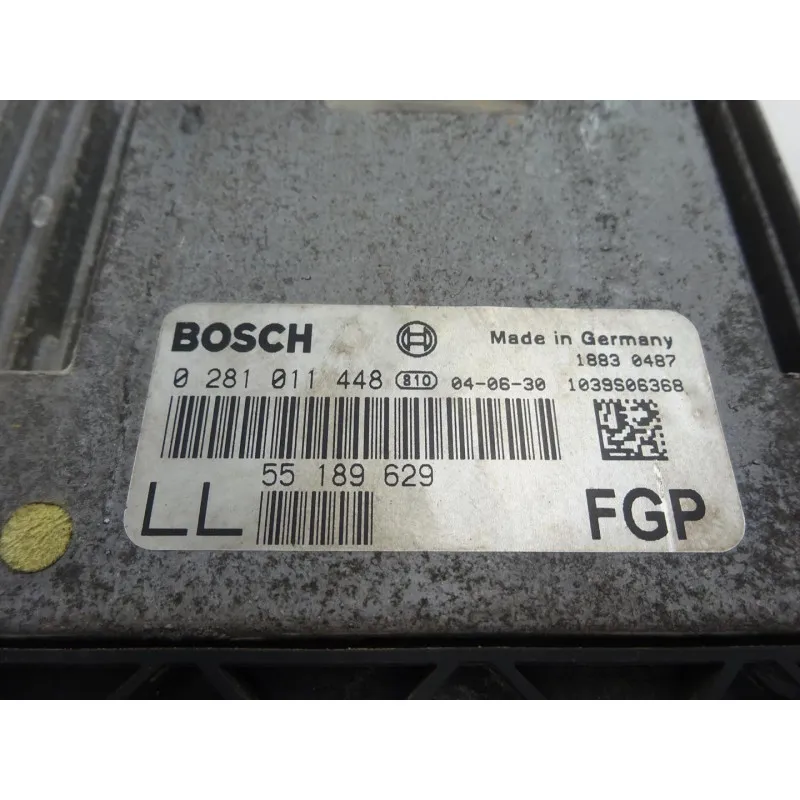 BOSCH Made in Germany
1883 0487
0 281 011 448 810 04-06-30 1039S06368
55 189 629
LL FGP